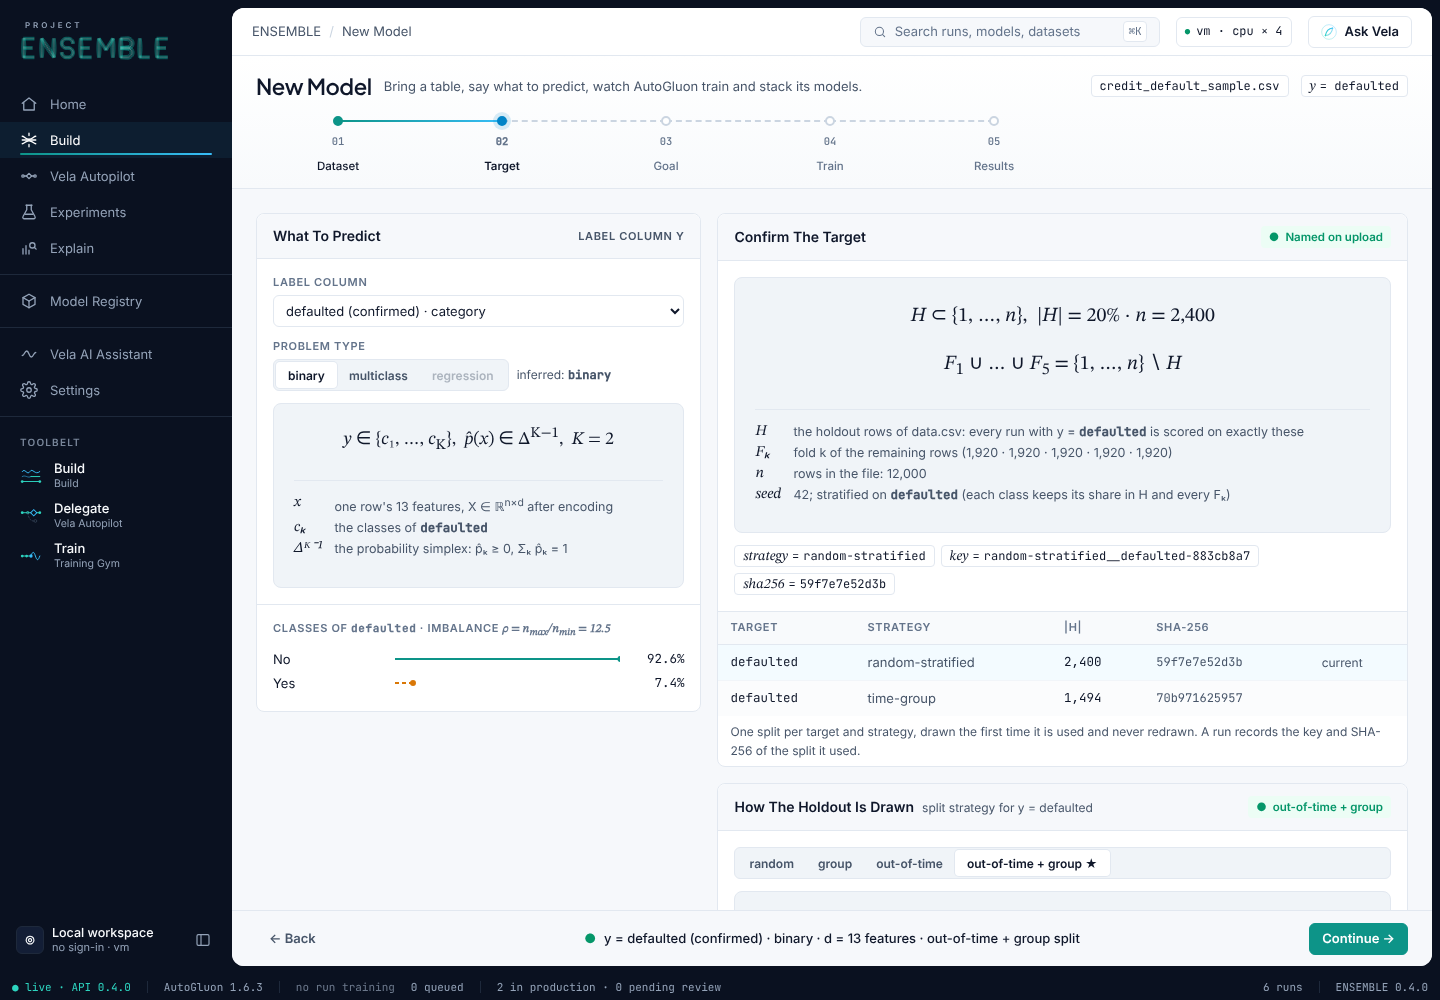 PROJECT
ENSEMBLE
Home
Build
Vela Autopilot
Experiments
Explain
Model Registry
Vela AI Assistant
Settings
TOOLBELT
Build
Build
Delegate
Vela Autopilot
Train
Training Gym
Local workspace
no sign-in · vm
ENSEMBLE / New Model
Search runs, models, datasets ⌘K
vm · cpu × 4
Ask Vela
New Model Bring a table, say what to predict, watch AutoGluon train and stack its models.
credit_default_sample.csv
y = defaulted
01 02 03 04 05
Dataset Target Goal Train Results
What To Predict LABEL COLUMN Y
LABEL COLUMN
defaulted (confirmed) · category
PROBLEM TYPE
binary multiclass regression inferred: binary
y ∈ {c₁, …, c_K}, p̂(x) ∈ Δ^{K−1}, K = 2
x one row's 13 features, X ∈ ℝ^{n×d} after encoding
cₖ the classes of defaulted
Δᴷ⁻¹ the probability simplex: p̂ₖ ≥ 0, Σₖ p̂ₖ = 1
CLASSES OF defaulted · IMBALANCE ρ = n_max/n_min = 12.5
No 92.6%
Yes 7.4%
Confirm The Target Named on upload
H ⊂ {1, …, n}, |H| = 20% · n = 2,400
F₁ ∪ … ∪ F₅ = {1, …, n} ∖ H
H the holdout rows of data.csv: every run with y = defaulted is scored on exactly these
Fₖ fold k of the remaining rows (1,920 · 1,920 · 1,920 · 1,920 · 1,920)
n rows in the file: 12,000
seed 42; stratified on defaulted (each class keeps its share in H and every Fₖ)
strategy = random-stratified key = random-stratified__defaulted-883cb8a7
sha256 = 59f7e7e52d3b
TARGET STRATEGY |H| SHA-256
defaulted random-stratified 2,400 59f7e7e52d3b current
defaulted time-group 1,494 70b971625957
One split per target and strategy, drawn the first time it is used and never redrawn. A run records the key and SHA-
256 of the split it used.
How The Holdout Is Drawn split strategy for y = defaulted out-of-time + group
random group out-of-time out-of-time + group ★
← Back
y = defaulted (confirmed) · binary · d = 13 features · out-of-time + group split
Continue →
live · API 0.4.0 AutoGluon 1.6.3 no run training 0 queued 2 in production · 0 pending review 6 runs ENSEMBLE 0.4.0